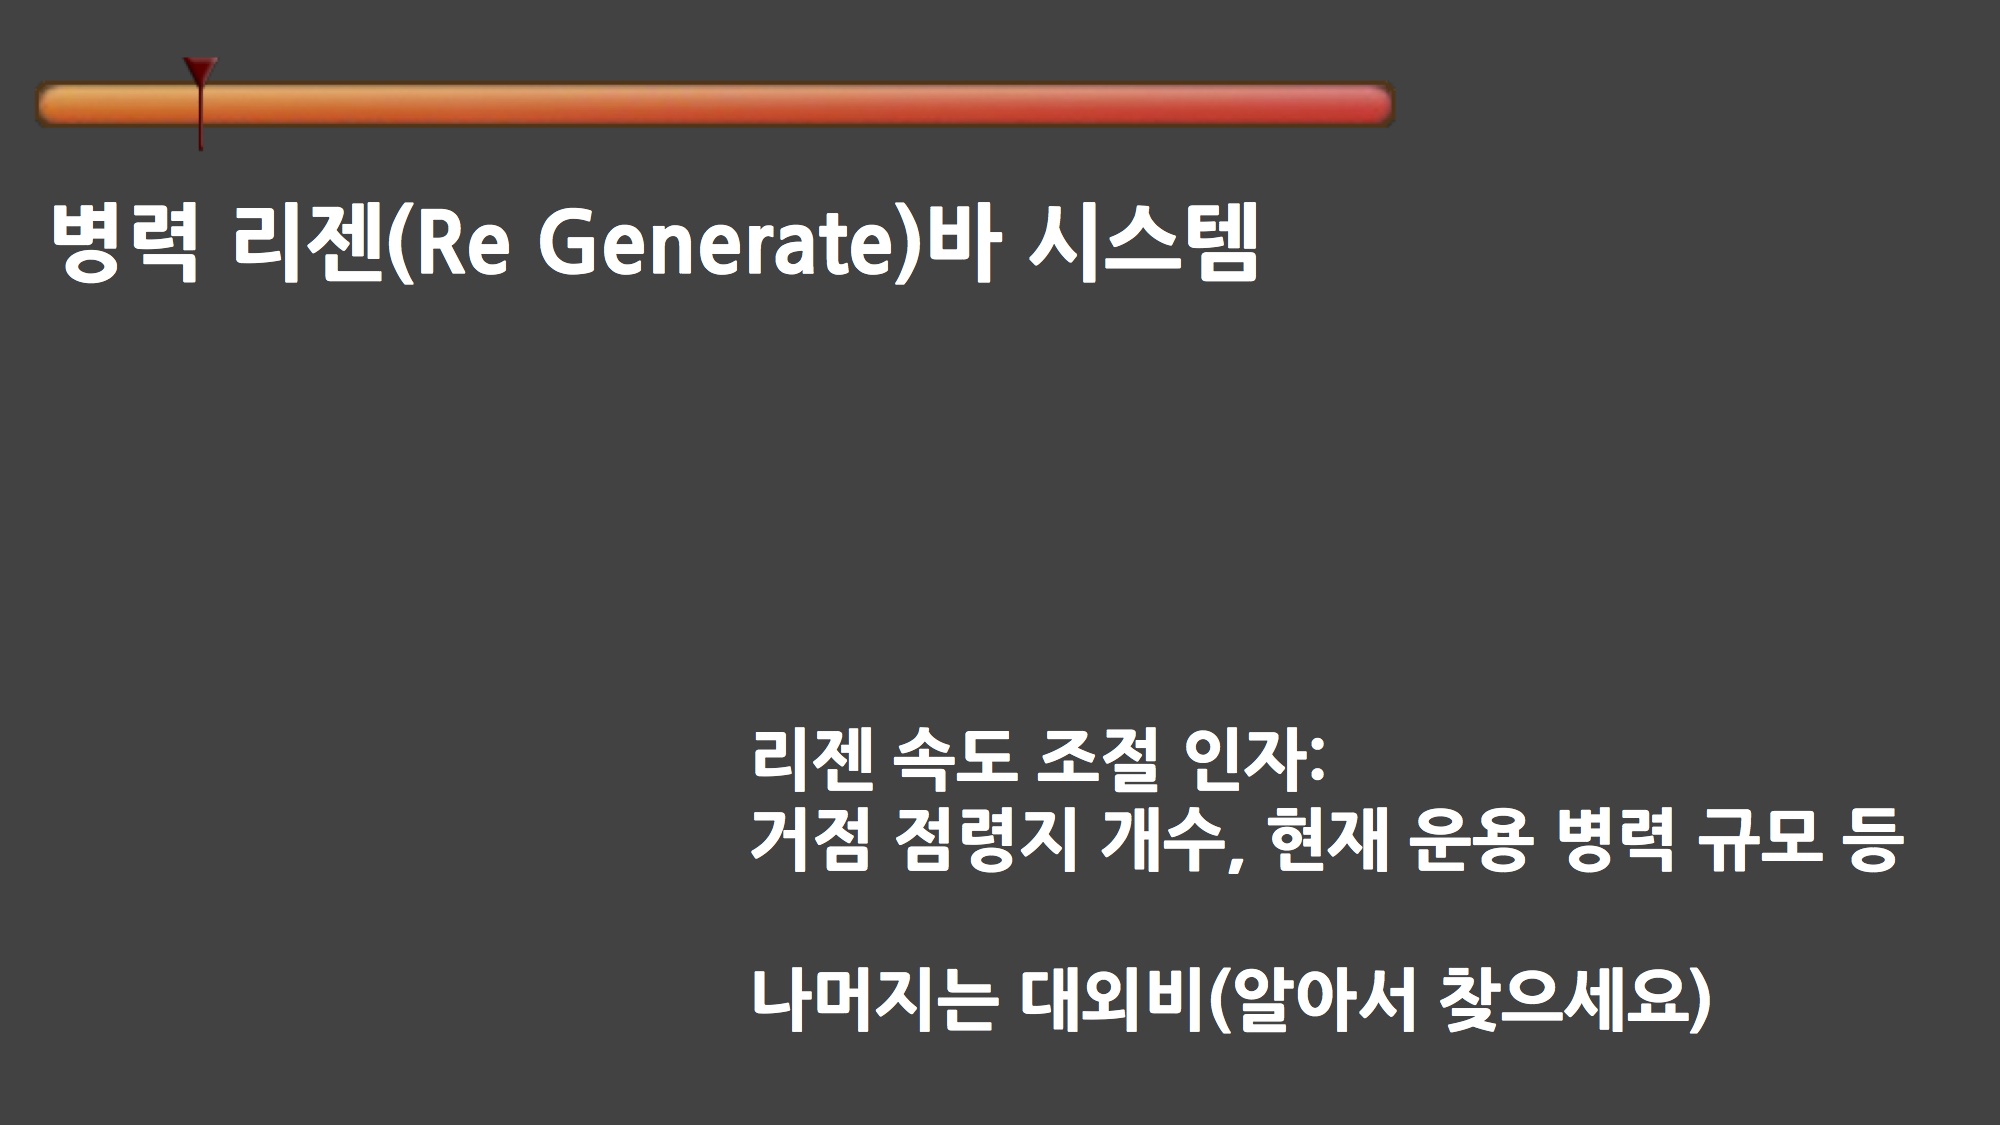 병력 리젠(Re Generate)바 시스템
리젠 속도 조절 인자:
거점 점령지 개수, 현재 운용 병력 규모 등
나머지는 대외비(알아서 찾으세요)